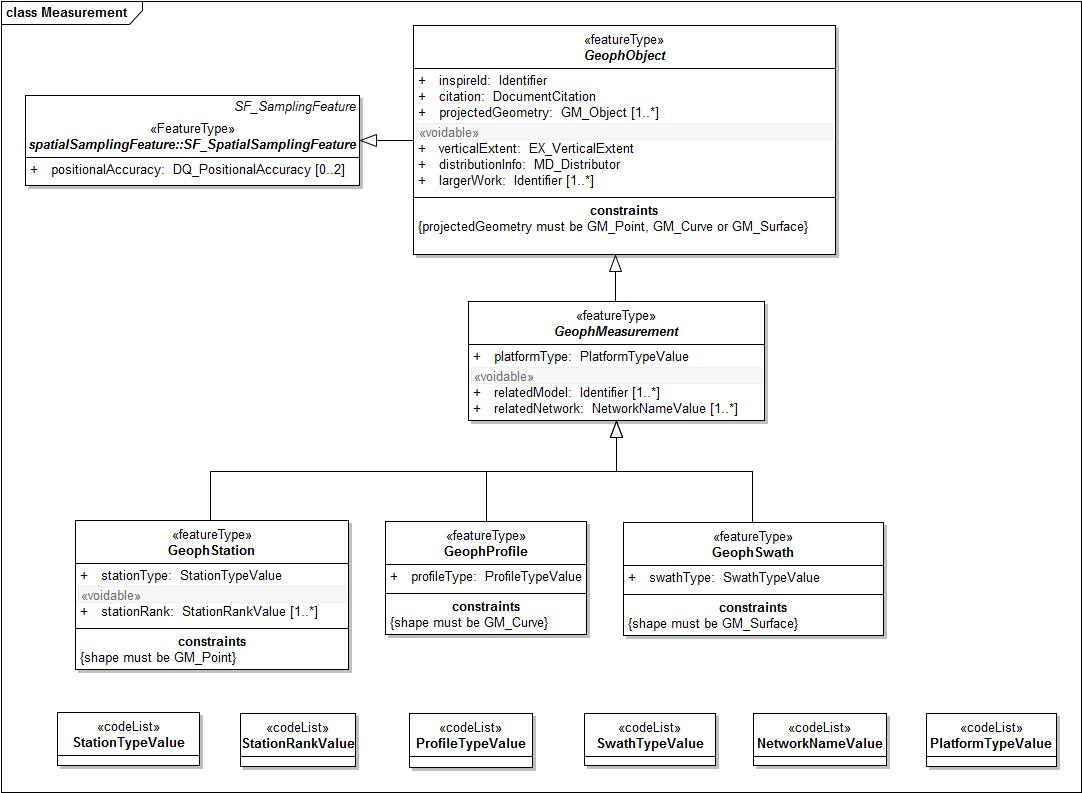 class Measurement
«featureType»
GeophObject
+ inspireId: Identifier
+ citation: DocumentCitation
+ projectedGeometry: GM_Object [1..*]
«voidable»
+ verticalExtent: EX_VerticalExtent
+ distributionInfo: MD_Distributor
+ largerWork: Identifier [1..*]
constraints
{projectedGeometry must be GM_Point, GM_Curve or GM_Surface}
SF_SamplingFeature
«FeatureType»
spatialSamplingFeature::SF_SpatialSamplingFeature
+ positionalAccuracy: DQ_PositionalAccuracy [0..2]
«featureType»
GeophMeasurement
+ platformType: PlatformTypeValue
«voidable»
+ relatedModel: Identifier [1..*]
+ relatedNetwork: NetworkNameValue [1..*]
«featureType»
GeophStation
+ stationType: StationTypeValue
«voidable»
+ stationRank: StationRankValue [1..*]
constraints
{shape must be GM_Point}
«featureType»
GeophProfile
+ profileType: ProfileTypeValue
constraints
{shape must be GM_Curve}
«featureType»
GeophSwath
+ swathType: SwathTypeValue
constraints
{shape must be GM_Surface}
«codeList»
StationTypeValue
«codeList»
StationRankValue
«codeList»
ProfileTypeValue
«codeList»
SwathTypeValue
«codeList»
NetworkNameValue
«codeList»
PlatformTypeValue